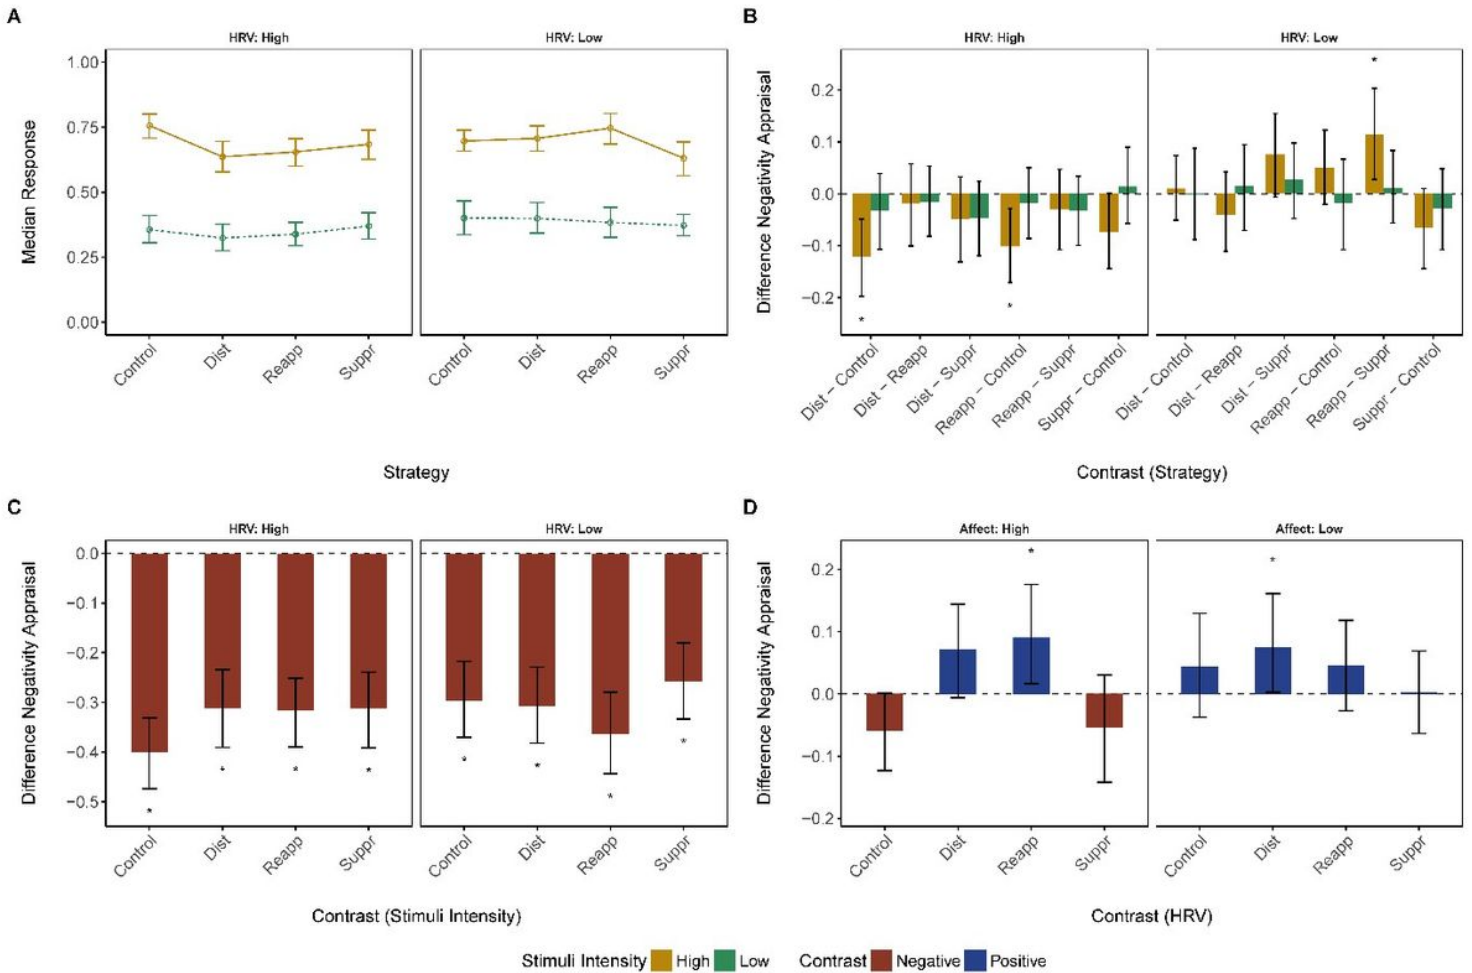 A
HRV: High
HRV: Low
Median Response
1.00
0.75
0.50
0.25
0.00
Control
Dist
Reapp
Suppr
Control
Dist
Reapp
Suppr
Strategy
B
HRV: High
HRV: Low
Difference Negativity Appraisal
0.2
0.1
0.0
−0.1
−0.2
*
*
*
Dist − Control
Dist − Reapp
Dist − Suppr
Reapp − Control
Reapp − Suppr
Suppr − Control
Dist − Control
Dist − Reapp
Dist − Suppr
Reapp − Control
Reapp − Suppr
Suppr − Control
Contrast (Strategy)
C
HRV: High
HRV: Low
Difference Negativity Appraisal
0.0
−0.1
−0.2
−0.3
−0.4
−0.5
*
*
*
*
*
*
*
*
Control
Dist
Reapp
Suppr
Control
Dist
Reapp
Suppr
Contrast (Stimuli Intensity)
D
Affect: High
Affect: Low
Difference Negativity Appraisal
0.2
0.1
0.0
−0.1
−0.2
*
*
Control
Dist
Reapp
Suppr
Control
Dist
Reapp
Suppr
Contrast (HRV)
Stimuli Intensity High Low Contrast Negative Positive